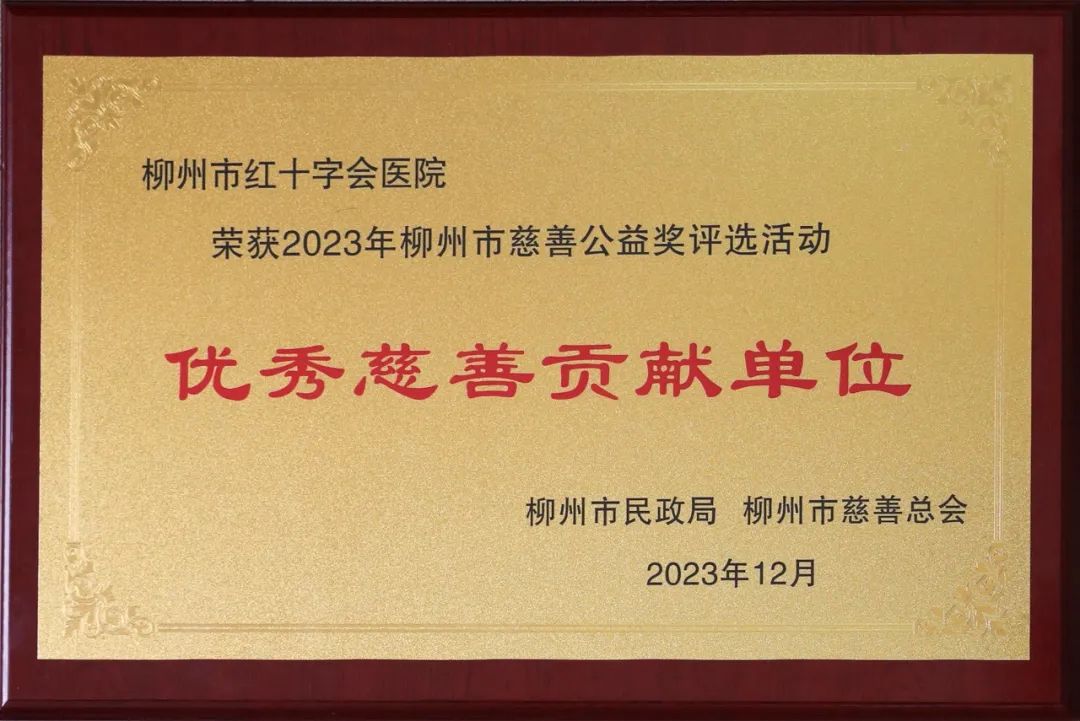 柳州市红十字会医院
荣获2023年柳州市慈善公益奖评选活动
优秀慈善贡献单位
柳州市民政局 柳州市慈善总会
2023年12月